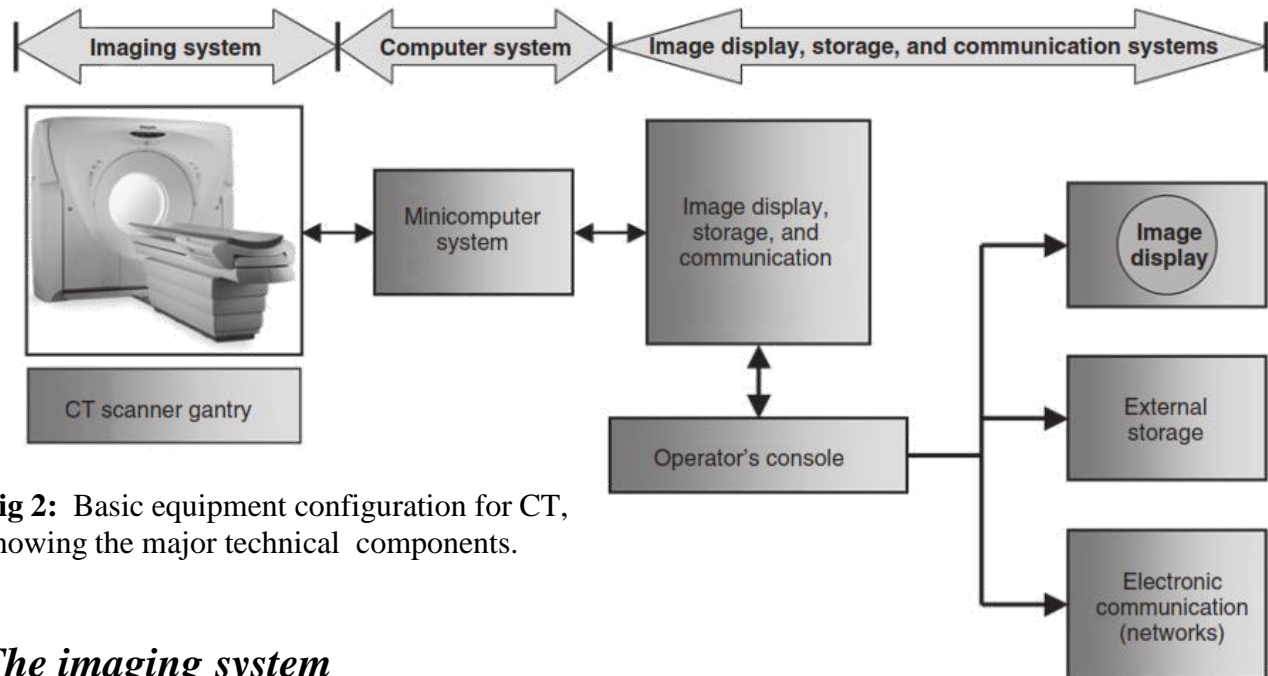 Imaging system
Computer system
Image display, storage, and communication systems
CT scanner gantry
Minicomputer
system
Image display,
storage, and
communication
Operator's console
Image
display
External
storage
Electronic
communication
(networks)
ig 2: Basic equipment configuration for CT,
howing the major technical components.
The imaging system